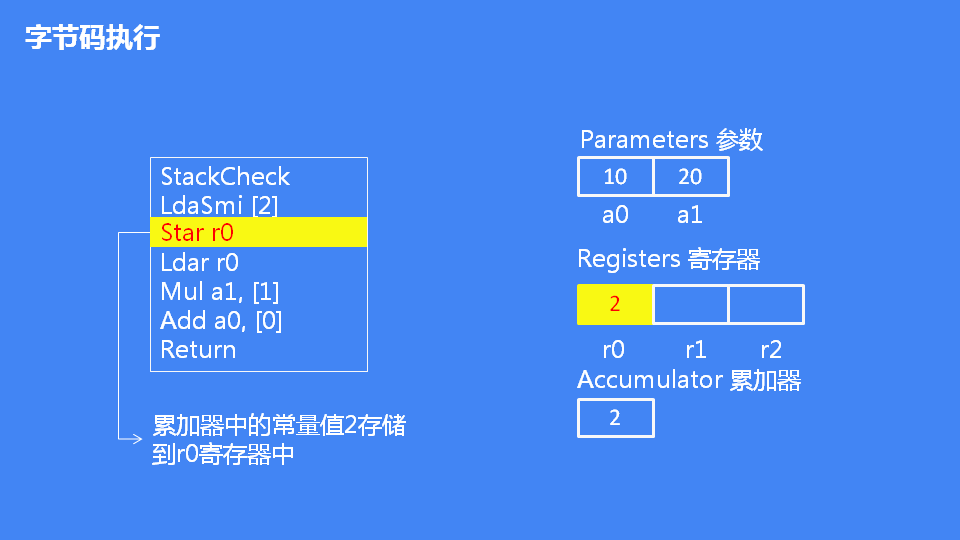 字节码执行
StackCheck
LdaSmi [2]
Star r0
Ldar r0
Mul a1, [1]
Add a0, [0]
Return
累加器中的常量值2存储
到r0寄存器中
Parameters 参数
10 20
a0 a1
Registers 寄存器
2
r0 r1 r2
Accumulator 累加器
2